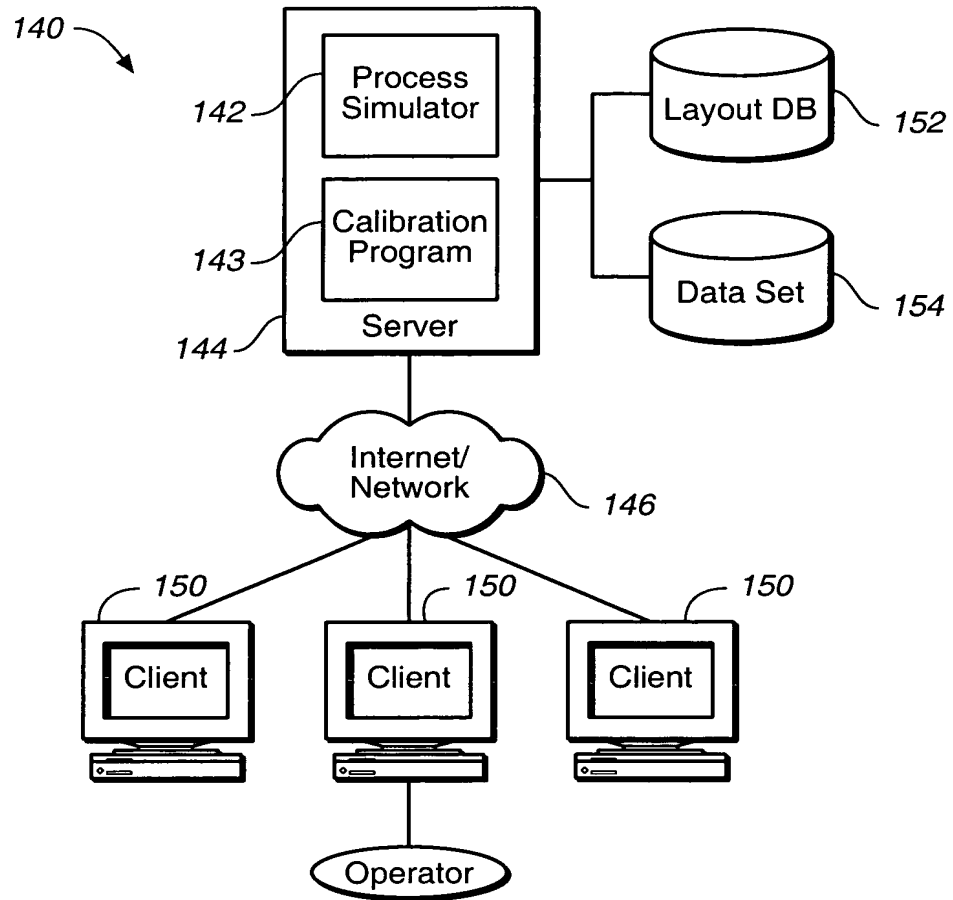 140
Process
Simulator
142
Layout DB
152
Calibration
Program
143
Data Set
154
Server
144
Internet/
Network
146
150
150
150
Client
Client
Client
Operator